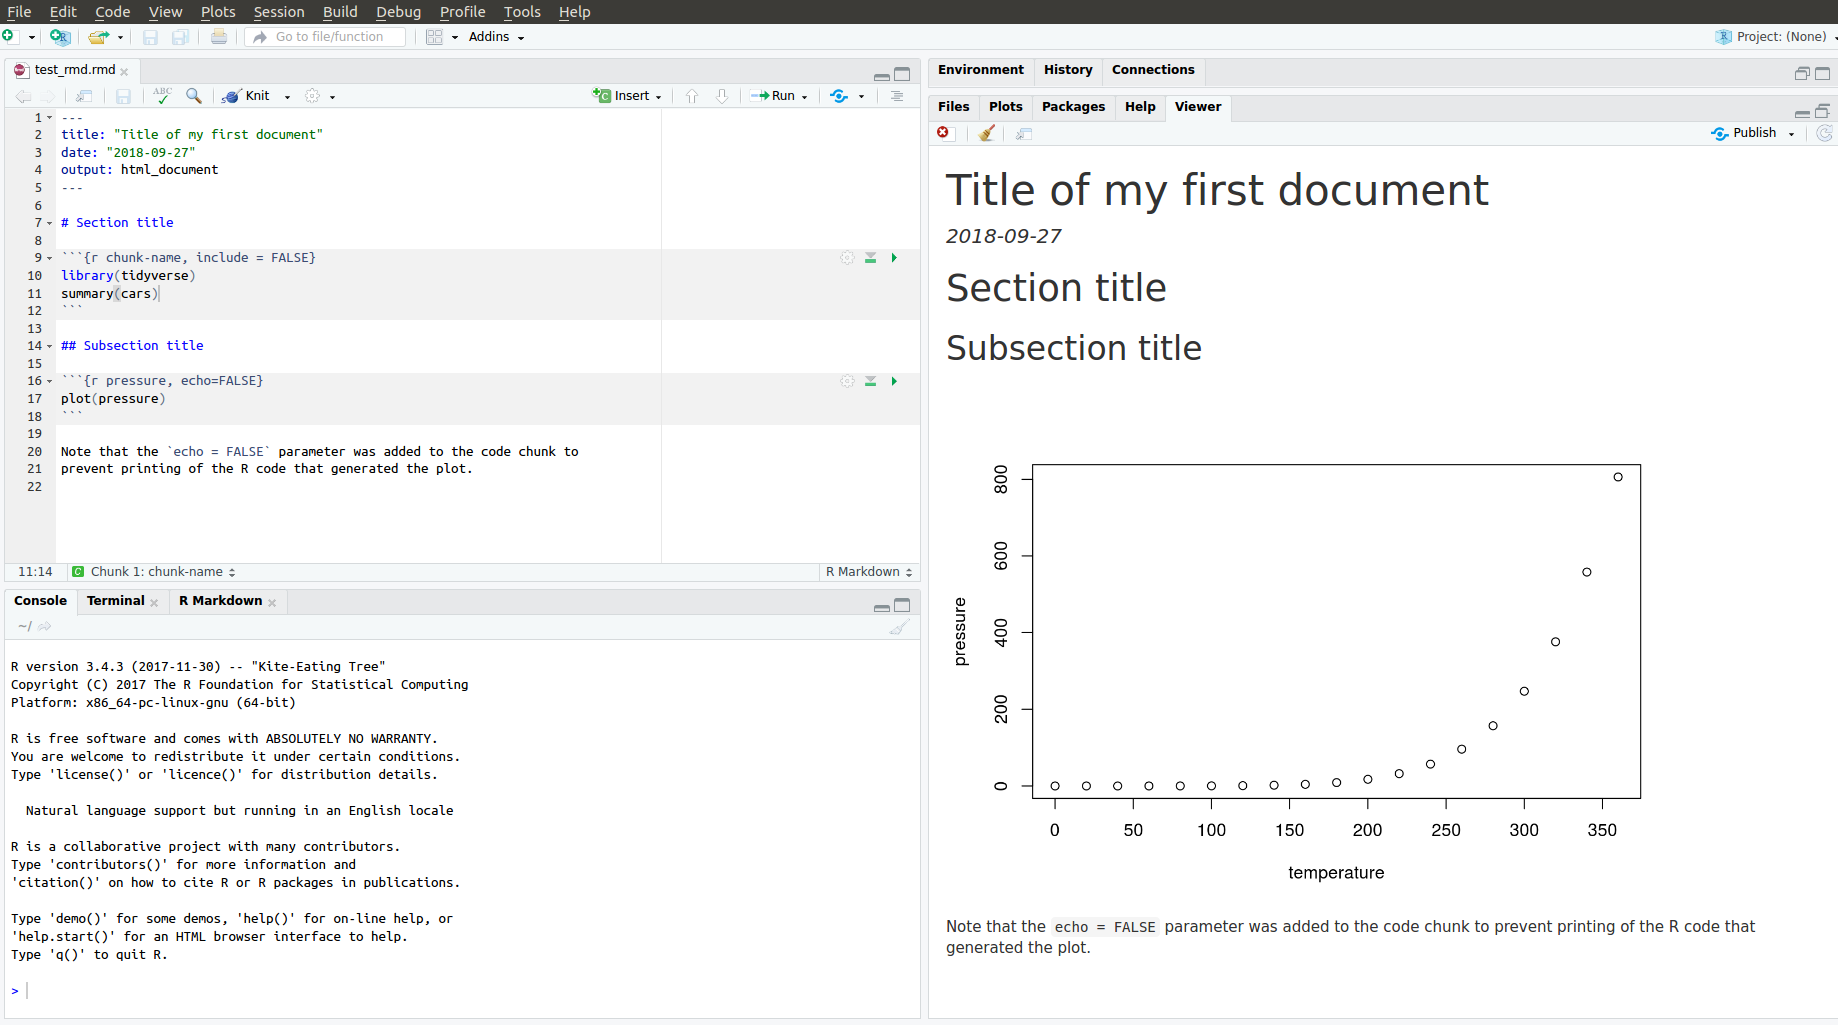 File Edit Code View Plots Session Build Debug Profile Tools Help
Go to file/function Addins Project: (None)
test_rmd.rmd
ABC Knit Insert Run
1 ---
2 title: "Title of my first document"
3 date: "2018-09-27"
4 output: html_document
5 ---
6
7 # Section title
8
9 ```{r chunk-name, include = FALSE}
10 library(tidyverse)
11 summary(cars)
12 ```
13
14 ## Subsection title
15
16 ```{r pressure, echo=FALSE}
17 plot(pressure)
18 ```
19
20 Note that the `echo = FALSE` parameter was added to the code chunk to
21 prevent printing of the R code that generated the plot.
22
11:14 C Chunk 1: chunk-name R Markdown
Console Terminal R Markdown
~/
R version 3.4.3 (2017-11-30) -- "Kite-Eating Tree"
Copyright (C) 2017 The R Foundation for Statistical Computing
Platform: x86_64-pc-linux-gnu (64-bit)
R is free software and comes with ABSOLUTELY NO WARRANTY.
You are welcome to redistribute it under certain conditions.
Type 'license()' or 'licence()' for distribution details.
Natural language support but running in an English locale
R is a collaborative project with many contributors.
Type 'contributors()' for more information and
'citation()' on how to cite R or R packages in publications.
Type 'demo()' for some demos, 'help()' for on-line help, or
'help.start()' for an HTML browser interface to help.
Type 'q()' to quit R.
>
Environment History Connections
Files Plots Packages Help Viewer
Publish
Title of my first document
2018-09-27
Section title
Subsection title
800
600
400
200
0
pressure
0 50 100 150 200 250 300 350
temperature
Note that the echo = FALSE parameter was added to the code chunk to prevent printing of the R code that
generated the plot.